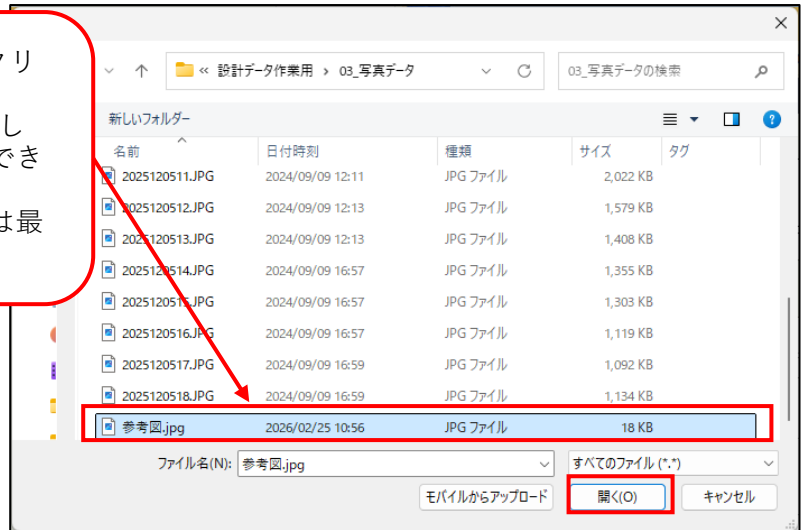 クリ
し
でき
は最
« 設計データ作業用 › 03_写真データ
03_写真データの検索
新しいフォルダー
名前 日付時刻 種類 サイズ タグ
2025120511.JPG 2024/09/09 12:11 JPG ファイル 2,022 KB
2025120512.JPG 2024/09/09 12:13 JPG ファイル 1,579 KB
2025120513.JPG 2024/09/09 12:13 JPG ファイル 1,408 KB
2025120514.JPG 2024/09/09 16:57 JPG ファイル 1,355 KB
2025120515.JPG 2024/09/09 16:57 JPG ファイル 1,303 KB
2025120516.JPG 2024/09/09 16:57 JPG ファイル 1,119 KB
2025120517.JPG 2024/09/09 16:59 JPG ファイル 1,092 KB
2025120518.JPG 2024/09/09 16:59 JPG ファイル 1,134 KB
参考図.jpg 2026/02/25 10:56 JPG ファイル 18 KB
ファイル名(N): 参考図.jpg すべてのファイル (*.*)
モバイルからアップロード 開く(O) キャンセル